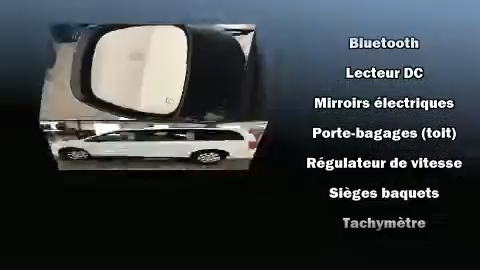 Bluetooth
Lecteur DC
Mirroirs électriques
Porte-bagages (toit)
Régulateur de vitesse
Sièges baquets
Tachymètre